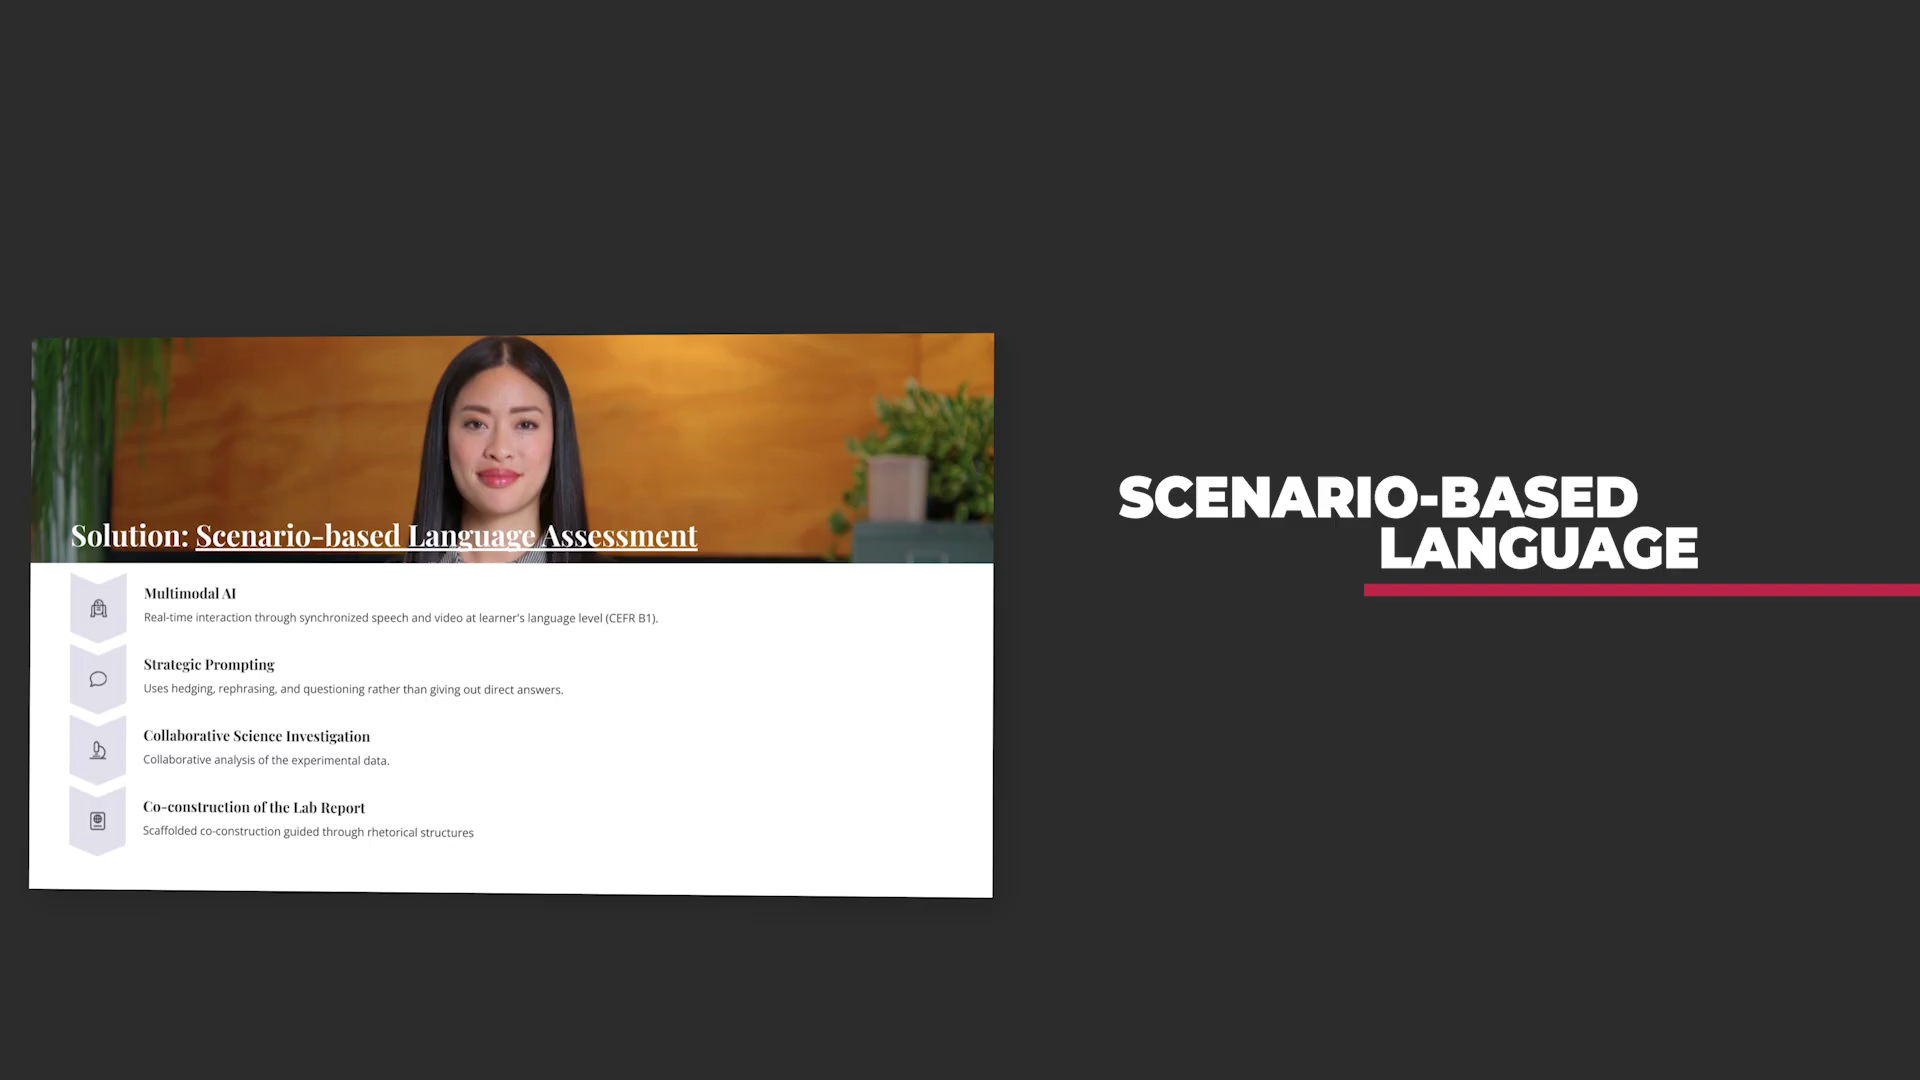 Solution: Scenario-based Language Assessment
Multimodal AI
Real-time interaction through synchronized speech and video at learner's language level (CEFR B1).
Strategic Prompting
Uses hedging, rephrasing, and questioning rather than giving out direct answers.
Collaborative Science Investigation
Collaborative analysis of the experimental data.
Co-construction of the Lab Report
Scaffolded co-construction guided through rhetorical structures
SCENARIO-BASED
LANGUAGE